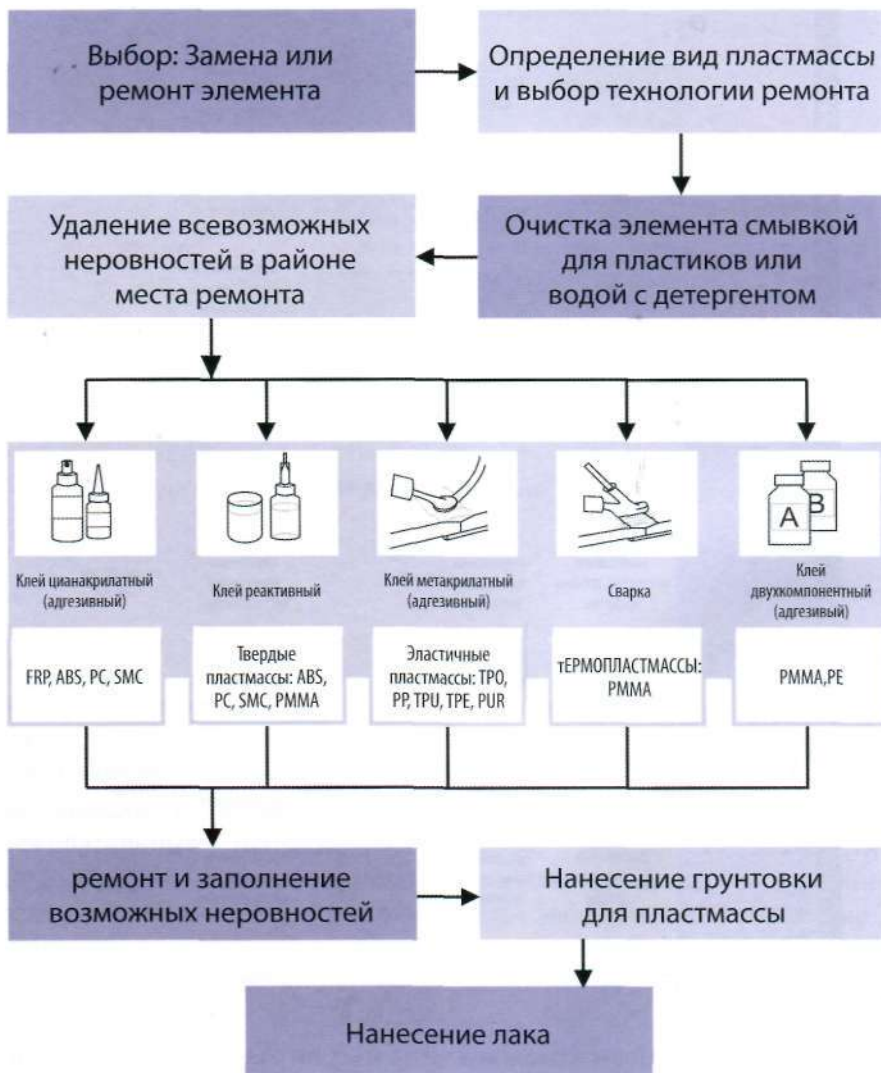 Выбор: Замена или
ремонт элемента
Определение вид пластмассы
и выбор технологии ремонта
Удаление всевозможных
неровностей в районе
места ремонта
Очистка элемента смывкой
для пластиков или
водой с детергентом
A
B
Клей цианакрилатный
(адгезивный)
Клей реактивный
Клей метакрилатный
(адгезивный)
Сварка
Клей
двухкомпонентный
(адгезивый)
FRP, ABS, PC, SMC
Твердые
пластмассы: ABS,
PC, SMC, PMMA
Эластичные
пластмассы: TPO,
PP, TPU, TPE, PUR
тЕРМОПЛАСТМАССЫ:
PMMA
PMMA,PE
ремонт и заполнение
возможных неровностей
Нанесение грунтовки
для пластмассы
Нанесение лака